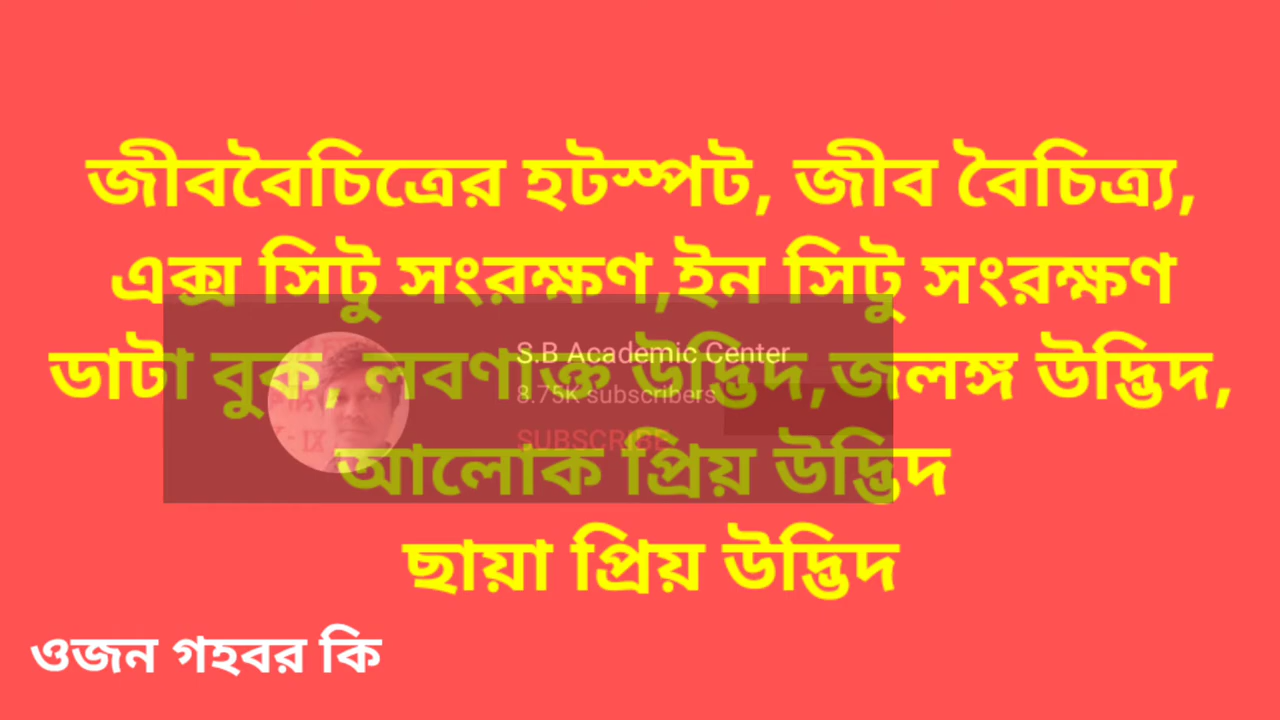 জীববৈচিত্রের হটস্পট, জীব বৈচিত্র্য,
এক্স সিটু সংরক্ষণ,ইন সিটু সংরক্ষণ
ডাটা বুক, লবণাক্ত উদ্ভিদ,জলঙ্গ উদ্ভিদ,
S.B Academic Center
8.75K subscribers
SUBSCRIBE
আলোক প্রিয় উদ্ভিদ
ছায়া প্রিয় উদ্ভিদ
ওজন গহবর কি